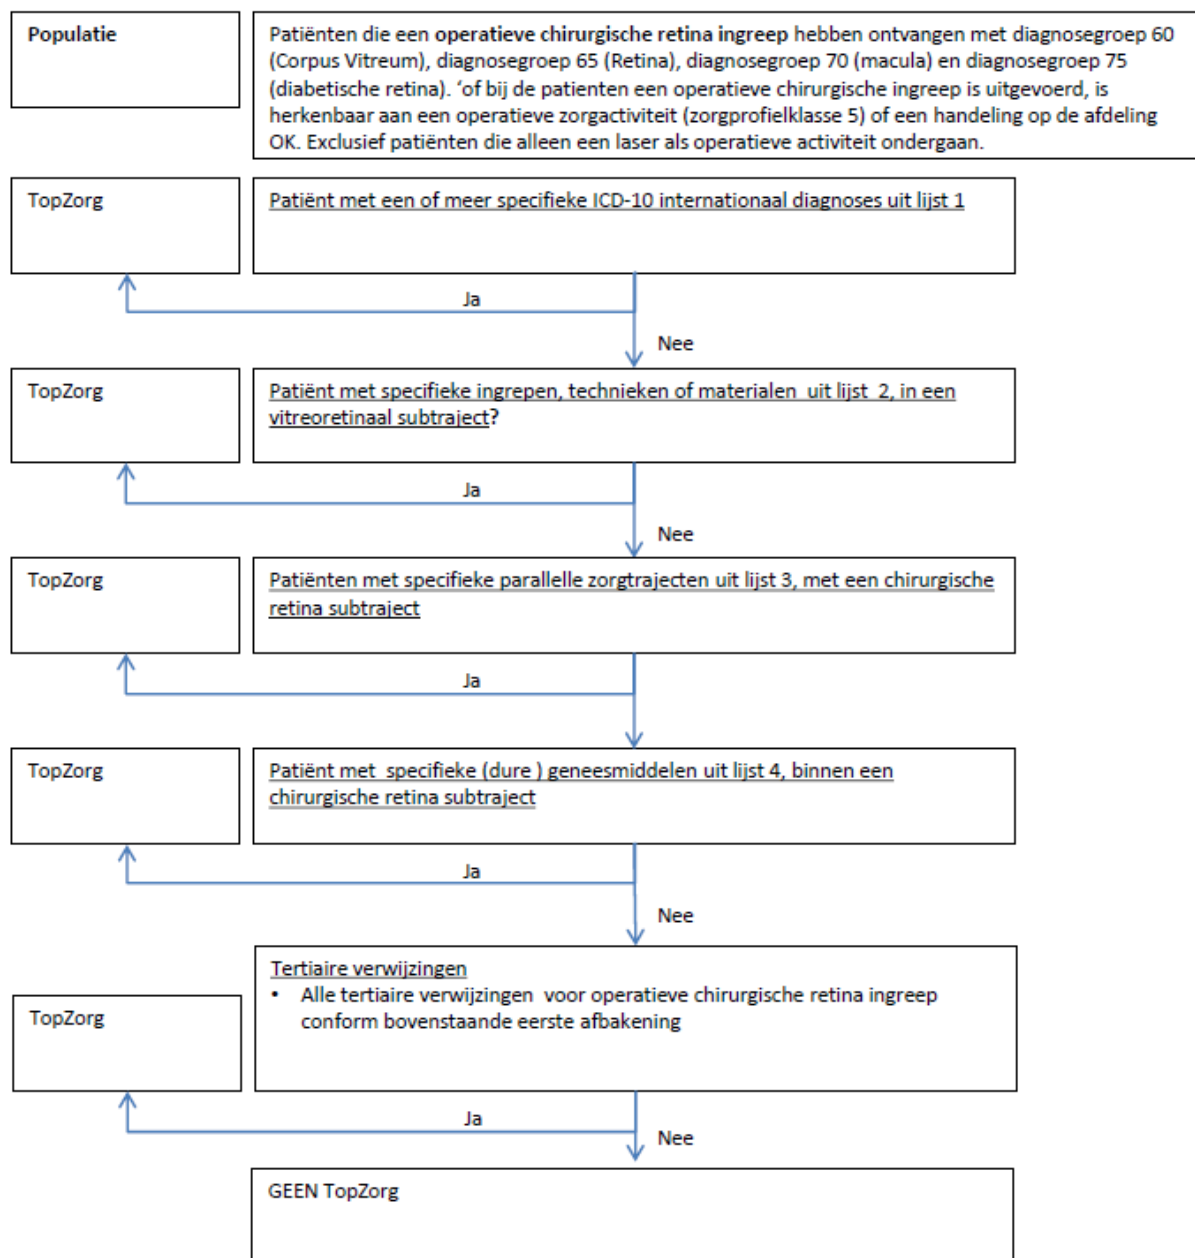 Populatie
Patiënten die een operatieve chirurgische retina ingreep hebben ontvangen met diagnosegroep 60
(Corpus Vitreum), diagnosegroep 65 (Retina), diagnosegroep 70 (macula) en diagnosegroep 75
(diabetische retina). ‘of bij de patienten een operatieve chirurgische ingreep is uitgevoerd, is
herkenbaar aan een operatieve zorgactiviteit (zorgprofielklasse 5) of een handeling op de afdeling
OK. Exclusief patiënten die alleen een laser als operatieve activiteit ondergaan.
TopZorg
Patiënt met een of meer specifieke ICD-10 internationaal diagnoses uit lijst 1
Ja
Nee
TopZorg
Patiënt met specifieke ingrepen, technieken of materialen uit lijst 2, in een
vitreoretinaal subtraject?
Ja
Nee
TopZorg
Patiënten met specifieke parallelle zorgtrajecten uit lijst 3, met een chirurgische
retina subtraject
Ja
TopZorg
Patiënt met specifieke (dure ) geneesmiddelen uit lijst 4, binnen een
chirurgische retina subtraject
Ja
Nee
Tertiaire verwijzingen
• Alle tertiaire verwijzingen voor operatieve chirurgische retina ingreep
conform bovenstaande eerste afbakening
TopZorg
Ja
Nee
GEEN TopZorg